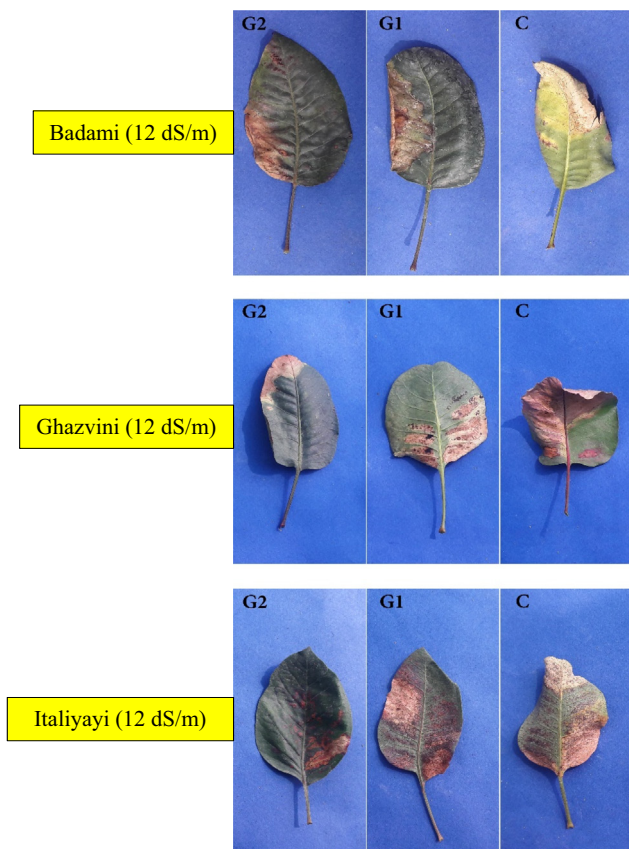 G2 G1 C
Badami (12 dS/m)
G2 G1 C
Ghazvini (12 dS/m)
G2 G1 C
Italiyayi (12 dS/m)